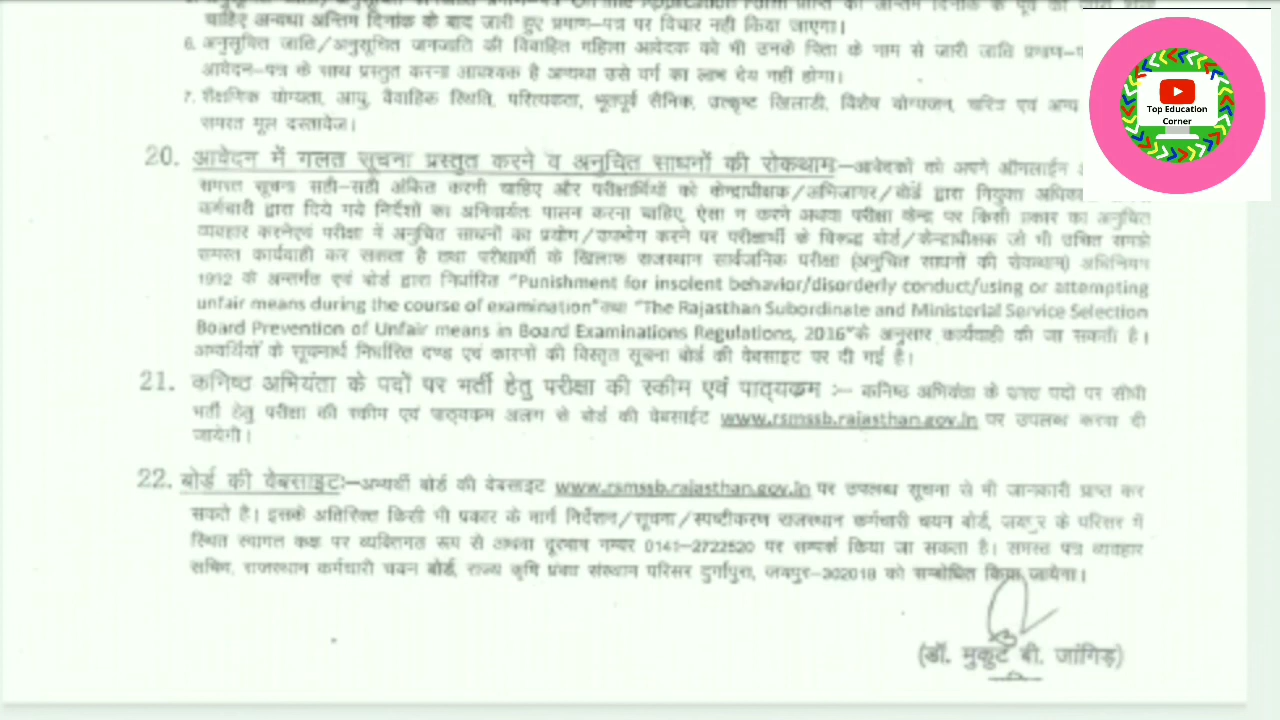 चाहिए अन्यथा अन्तिम दिनांक के बाद जारी हुए प्रमाण–पत्र पर विचार नही किया जाएगा।
6. अनुसूचित जाति/अनुसूचित जनजाति की विवाहित महिला आवेदक को भी उनके पिता के नाम से जारी जाति प्रमाण–प
आवेदन–पत्र के साथ प्रस्तुत करना आवश्यक है अन्यथा उसे वर्ग का लाभ देय नहीं होगा।
7. शैक्षणिक योग्यता, आयु, वैवाहिक स्थिति, परित्यक्ता, भूतपूर्व सैनिक, उत्कृष्ट खिलाडी, विशेष योग्यजन, चरित्र एवं अन्य
समस्त मूल दस्तावेज।
20. आवेदन में गलत सूचना प्रस्तुत करने व अनुचित साधनों की रोकथाम:–आवेदकों को अपने ऑनलाईन
समस्त सूचना सही–सही अंकित करनी चाहिए और परीक्षार्थियों को केन्द्राधीक्षक/अभिजागर/बोर्ड द्वारा नियुक्त
कर्मचारी द्वारा दिये गये निर्देशों का अनिवार्यतः पालन करना चाहिए, ऐसा न करने अथवा परीक्षा केन्द्र पर किसी प्रकार का अनुचित
व्यवहार करनेएवं परीक्षा में अनुचित साधनों का प्रयोग/उपयोग करने पर परीक्षार्थी के विरूद्ध बोर्ड/केन्द्राधीक्षक जो भी उचित समझे
समस्त कार्यवाही कर सकता है तथा परीक्षार्थी के खिलाफ राजस्थान सार्वजनिक परीक्षा (अनुचित साधनों की रोकथाम) अधिनियम
1992 के अन्तर्गत एवं बोर्ड द्वारा निर्धारित "Punishment for insolent behavior/disorderly conduct/using or attempting
unfair means during the course of examination"तथा "The Rajasthan Subordinate and Ministerial Service Selection
Board Prevention of Unfair means in Board Examinations Regulations, 2016"के अनुसार कार्यवाही की जा सकती है।
अभ्यर्थियों के सूचनार्थ निर्धारित दण्ड एवं कारणों की विस्तृत सूचना बोर्ड की वेबसाइट पर दी गई है।
21. कनिष्ठ अभियंता के पदों पर भर्ती हेतु परीक्षा की स्कीम एवं पाठ्यक्रम :– कनिष्ठ अभियंता के उक्त पदों पर सीधी
भर्ती हेतु परीक्षा की स्कीम एवं पाठ्यक्रम अलग से बोर्ड की वेबसाईट www.rsmssb.rajasthan.gov.in पर उपलब्ध करवा दी
जायेगी।
22. बोर्ड की वेबसाइट:–अभ्यर्थी बोर्ड की वेबसाइट www.rsmssb.rajasthan.gov.in पर उपलब्ध सूचना से भी जानकारी प्राप्त कर
सकते है। इसके अतिरिक्त किसी भी प्रकार के मार्ग निर्देशन/सूचना/स्पष्टीकरण राजस्थान कर्मचारी चयन बोर्ड, जयपुर के परिसर में
स्थित स्वागत कक्ष पर व्यक्तिगत रूप से अथवा दूरभाष नम्बर 0141–2722520 पर सम्पर्क किया जा सकता है। समस्त पत्र व्यवहार
सचिव, राजस्थान कर्मचारी चयन बोर्ड, राज्य कृषि प्रबंध संस्थान परिसर दुर्गापुरा, जयपुर–302018 को सम्बोधित किया जायेगा।
(डॉ. मुकुट बी. जांगिड़)
Top Education
Corner